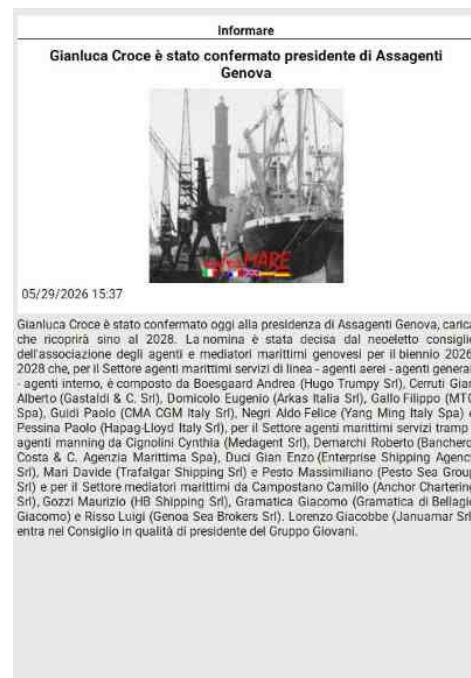 Informare
Gianluca Croce è stato confermato presidente di Assagenti
Genova
inforMARE
05/29/2026 15:37
Gianluca Croce è stato confermato oggi alla presidenza di Assagenti Genova, carica
che ricoprirà sino al 2028. La nomina è stata decisa dal neoeletto consiglio
dell'associazione degli agenti e mediatori marittimi genovesi per il biennio 2026
2028 che, per il Settore agenti marittimi servizi di linea - agenti aerei - agenti general
- agenti interno, è composto da Boesgaard Andrea (Hugo Trumpy Srl), Cerruti Gian
Alberto (Gastaldi & C. Srl), Domicolo Eugenio (Arkas Italia Srl), Gallo Filippo (MTO
Spa), Guidi Paolo (CMA CGM Italy Srl), Negri Aldo Felice (Yang Ming Italy Spa) e
Pessina Paolo (Hapag-Lloyd Italy Srl), per il Settore agenti marittimi servizi tramp
agenti manning da Cignolini Cynthia (Medagent Srl), Demarchi Roberto (Banchero
Costa & C. Agenzia Marittima Spa), Duci Gian Enzo (Enterprise Shipping Agency
Srl), Mari Davide (Trafalgar Shipping Srl) e Pesto Massimiliano (Pesto Sea Group
Srl) e per il Settore mediatori marittimi da Campostano Camillo (Anchor Chartering
Srl), Gozzi Maurizio (HB Shipping Srl), Gramatica Giacomo (Gramatica di Bellagio
Giacomo) e Risso Luigi (Genoa Sea Brokers Srl). Lorenzo Giacobbe (Januamar Srl)
entra nel Consiglio in qualità di presidente del Gruppo Giovani.